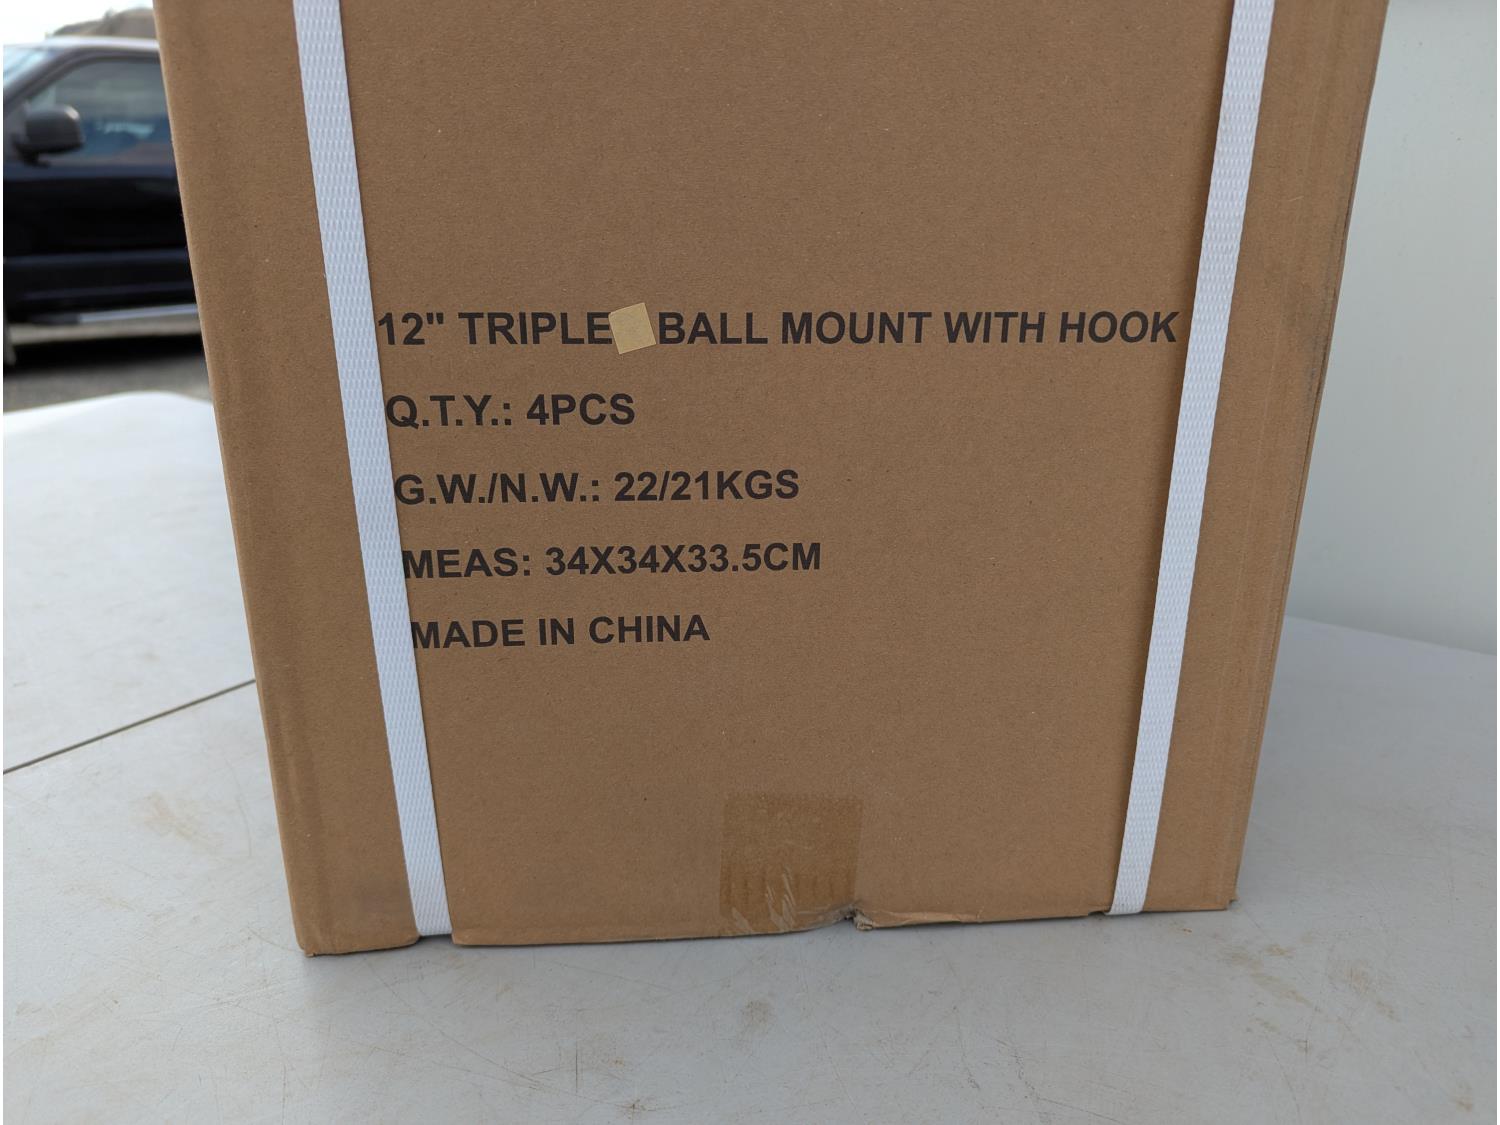 12" TRIPLE BALL MOUNT WITH HOOK
Q.T.Y.: 4PCS
G.W./N.W.: 22/21KGS
MEAS: 34X34X33.5CM
MADE IN CHINA